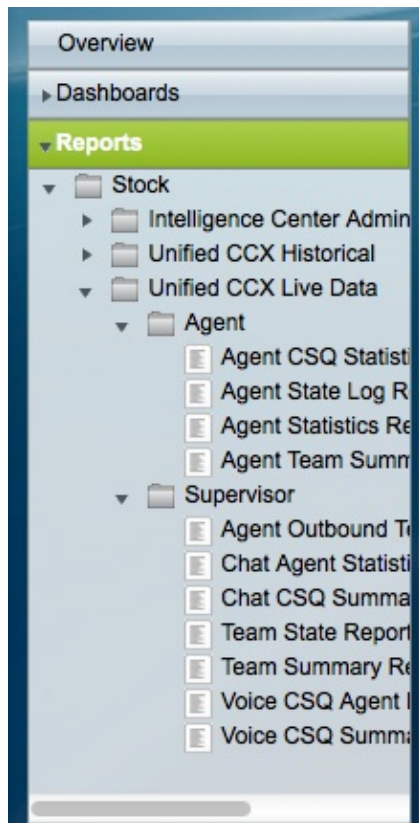 Overview
Dashboards
Reports
Stock
Intelligence Center Admin
Unified CCX Historical
Unified CCX Live Data
Agent
Agent CSQ Statisti
Agent State Log R
Agent Statistics Re
Agent Team Summ
Supervisor
Agent Outbound Te
Chat Agent Statisti
Chat CSQ Summa
Team State Report
Team Summary Re
Voice CSQ Agent
Voice CSQ Summa